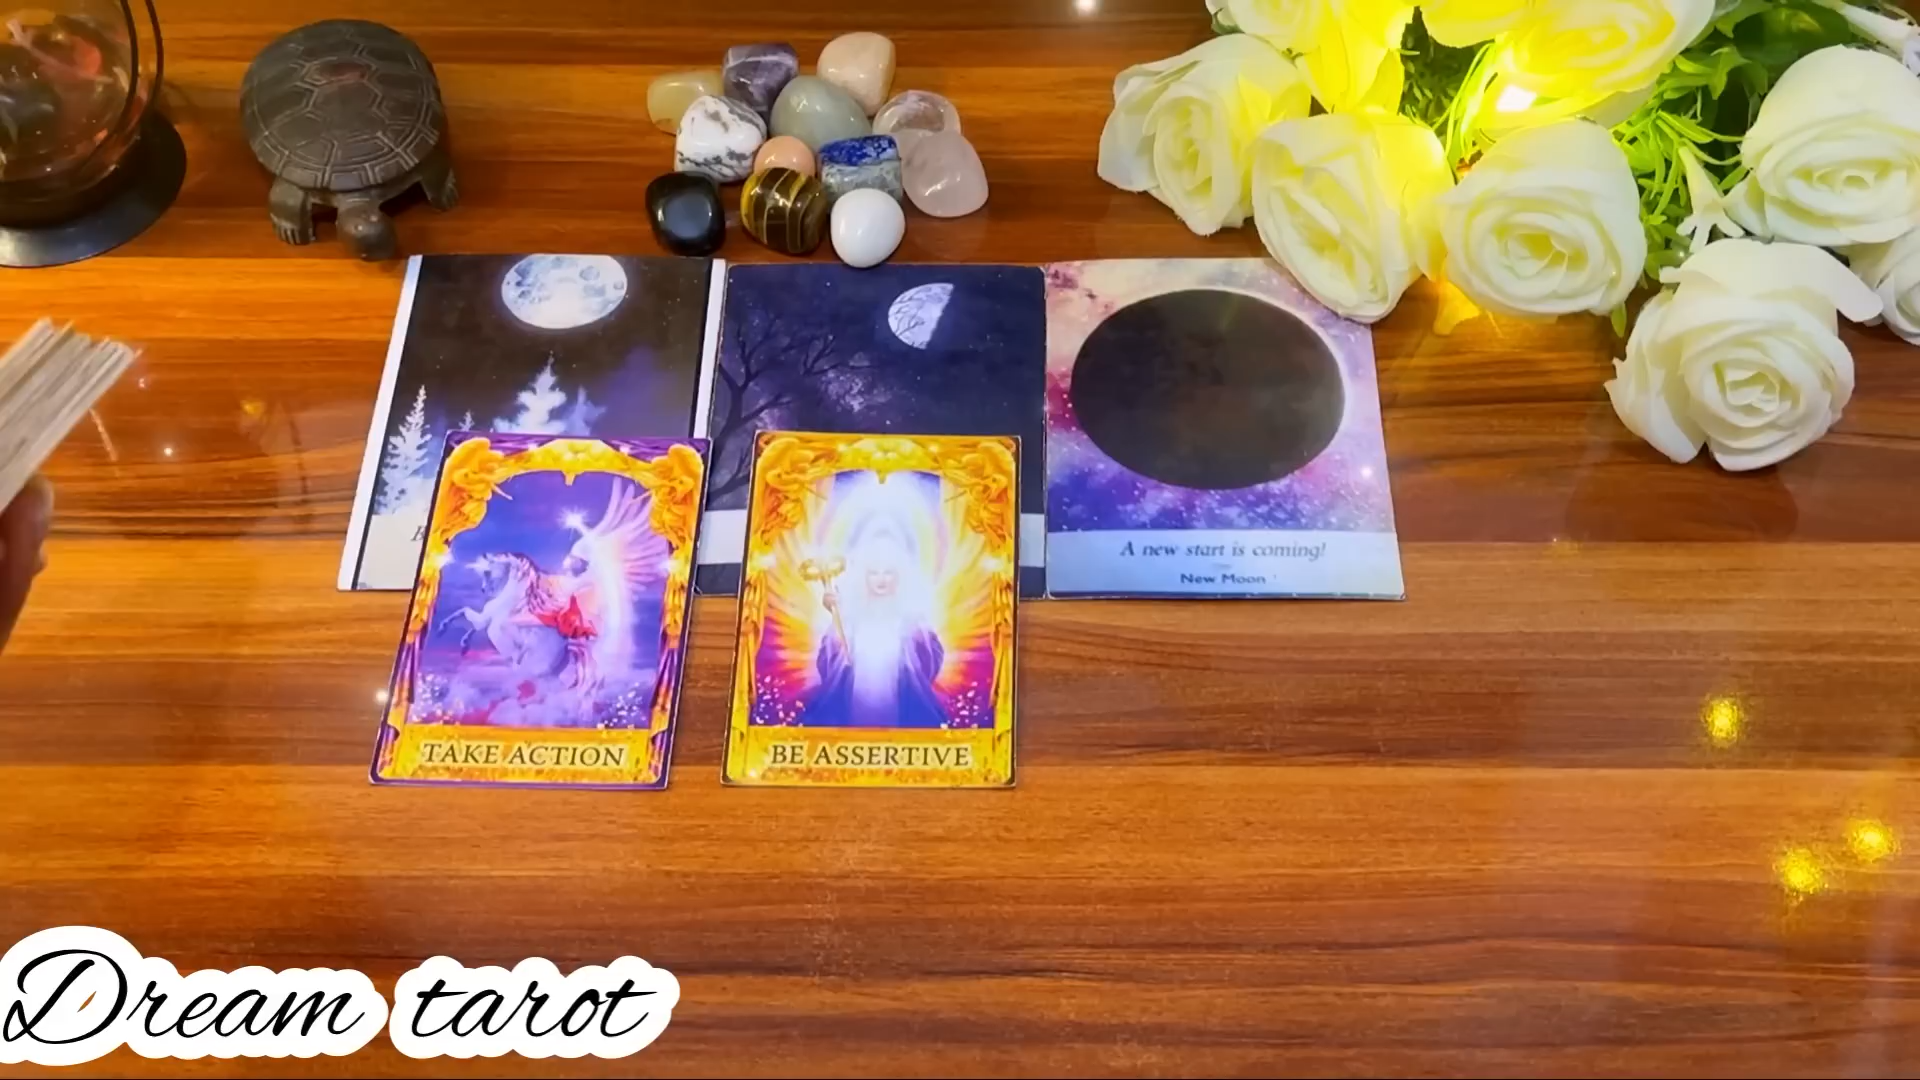 A new start is coming!
New Moon
TAKE ACTION
BE ASSERTIVE
Dream tarot